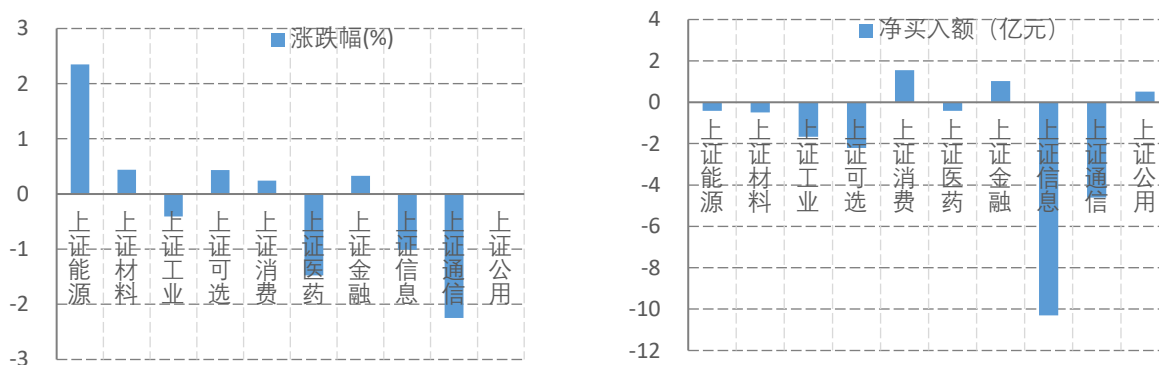 涨跌幅(%)
3
2
1
0
-1
-2
-3
上证能源
上证材料
上证工业
上证可选
上证消费
上证医药
上证金融
上证信息
上证通信
上证公用
净买入额（亿元）
4
2
0
-2
-4
-6
-8
-10
-12
上证能源
上证材料
上证工业
上证可选
上证消费
上证医药
上证金融
上证信息
上证通信
上证公用